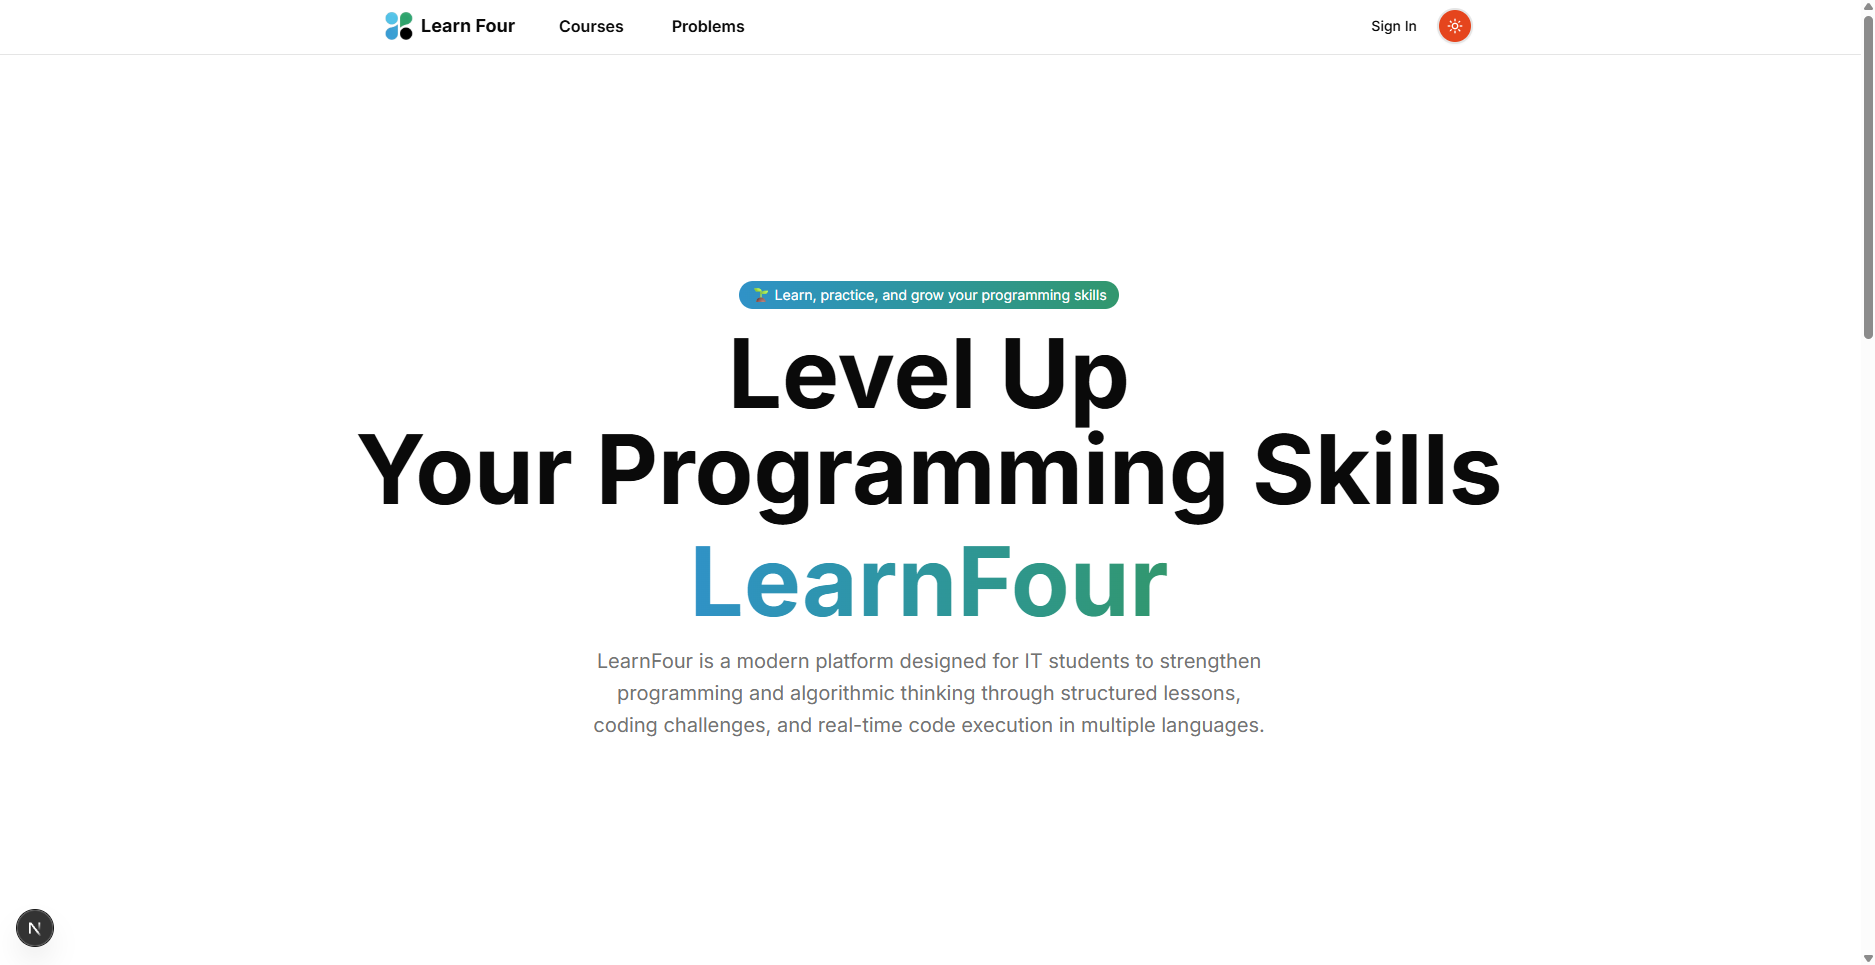 Learn Four
Courses
Problems
Sign In
🌱 Learn, practice, and grow your programming skills
Level Up
Your Programming Skills
LearnFour
LearnFour is a modern platform designed for IT students to strengthen
programming and algorithmic thinking through structured lessons,
coding challenges, and real-time code execution in multiple languages.
N